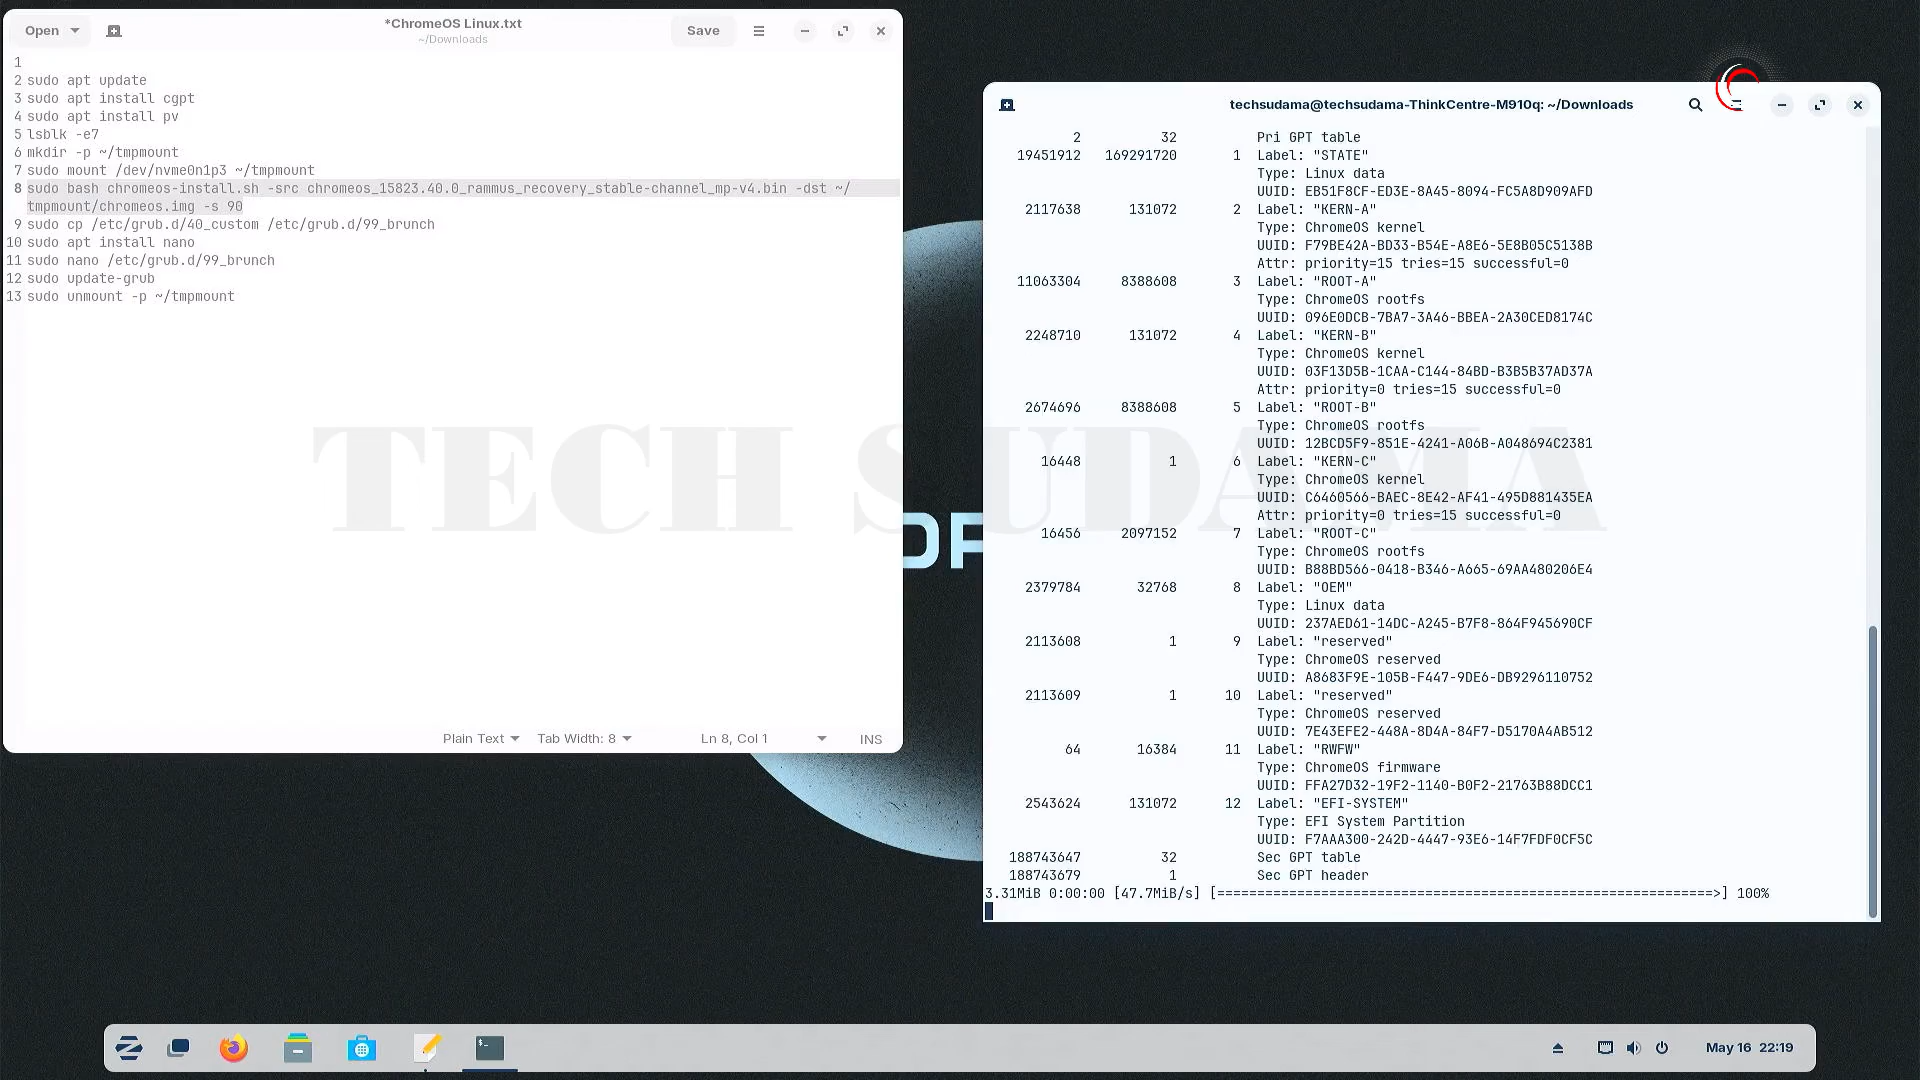 Open
*ChromeOS Linux.txt
~/Downloads
Save
1
2 sudo apt update
3 sudo apt install cgpt
4 sudo apt install pv
5 lsblk -e7
6 mkdir -p ~/tmpmount
7 sudo mount /dev/nvme0n1p3 ~/tmpmount
8 sudo bash chromeos-install.sh -src chromeos_15823.40.0_rammus_recovery_stable-channel_mp-v4.bin -dst ~/
tmpmount/chromeos.img -s 90
9 sudo cp /etc/grub.d/40_custom /etc/grub.d/99_brunch
10 sudo apt install nano
11 sudo nano /etc/grub.d/99_brunch
12 sudo update-grub
13 sudo unmount -p ~/tmpmount
Plain Text
Tab Width: 8
Ln 8, Col 1
INS
techsudama@techsudama-ThinkCentre-M910q: ~/Downloads
2 32 Pri GPT table
19451912 169291720 1 Label: "STATE"
Type: Linux data
UUID: EB51F8CF-ED3E-8A45-8094-FC5A8D909AFD
2117638 131072 2 Label: "KERN-A"
Type: ChromeOS kernel
UUID: F79BE42A-BD33-B54E-A8E6-5E8B05C5138B
Attr: priority=15 tries=15 successful=0
11063304 8388608 3 Label: "ROOT-A"
Type: ChromeOS rootfs
UUID: 096E0DCB-7BA7-3A46-BBEA-2A30CED8174C
2248710 131072 4 Label: "KERN-B"
Type: ChromeOS kernel
UUID: 03F13D5B-1CAA-C144-84BD-B3B5B37AD37A
Attr: priority=0 tries=15 successful=0
2674696 8388608 5 Label: "ROOT-B"
Type: ChromeOS rootfs
UUID: 12BCD5F9-851E-4241-A06B-A048694C2381
16448 1 6 Label: "KERN-C"
Type: ChromeOS kernel
UUID: C6460566-BAEC-8E42-AF41-495D881435EA
Attr: priority=0 tries=15 successful=0
16456 2097152 7 Label: "ROOT-C"
Type: ChromeOS rootfs
UUID: B88BD566-0418-B346-A665-69AA480206E4
2379784 32768 8 Label: "OEM"
Type: Linux data
UUID: 237AED61-14DC-A245-B7F8-864F945690CF
2113608 1 9 Label: "reserved"
Type: ChromeOS reserved
UUID: A8683F9E-105B-F447-9DE6-DB9296110752
2113609 1 10 Label: "reserved"
Type: ChromeOS reserved
UUID: 7E43EFE2-448A-8D4A-84F7-D5170A4AB512
64 16384 11 Label: "RWFW"
Type: ChromeOS firmware
UUID: FFA27D32-19F2-1140-B0F2-21763B88DCC1
2543624 131072 12 Label: "EFI-SYSTEM"
Type: EFI System Partition
UUID: F7AAA300-242D-4447-93E6-14F7FDF0CF5C
188743647 32 Sec GPT table
188743679 1 Sec GPT header
3.31MiB 0:00:00 [47.7MiB/s] [==============================================================>] 100%
TECH SUDAMA
May 16 22:19